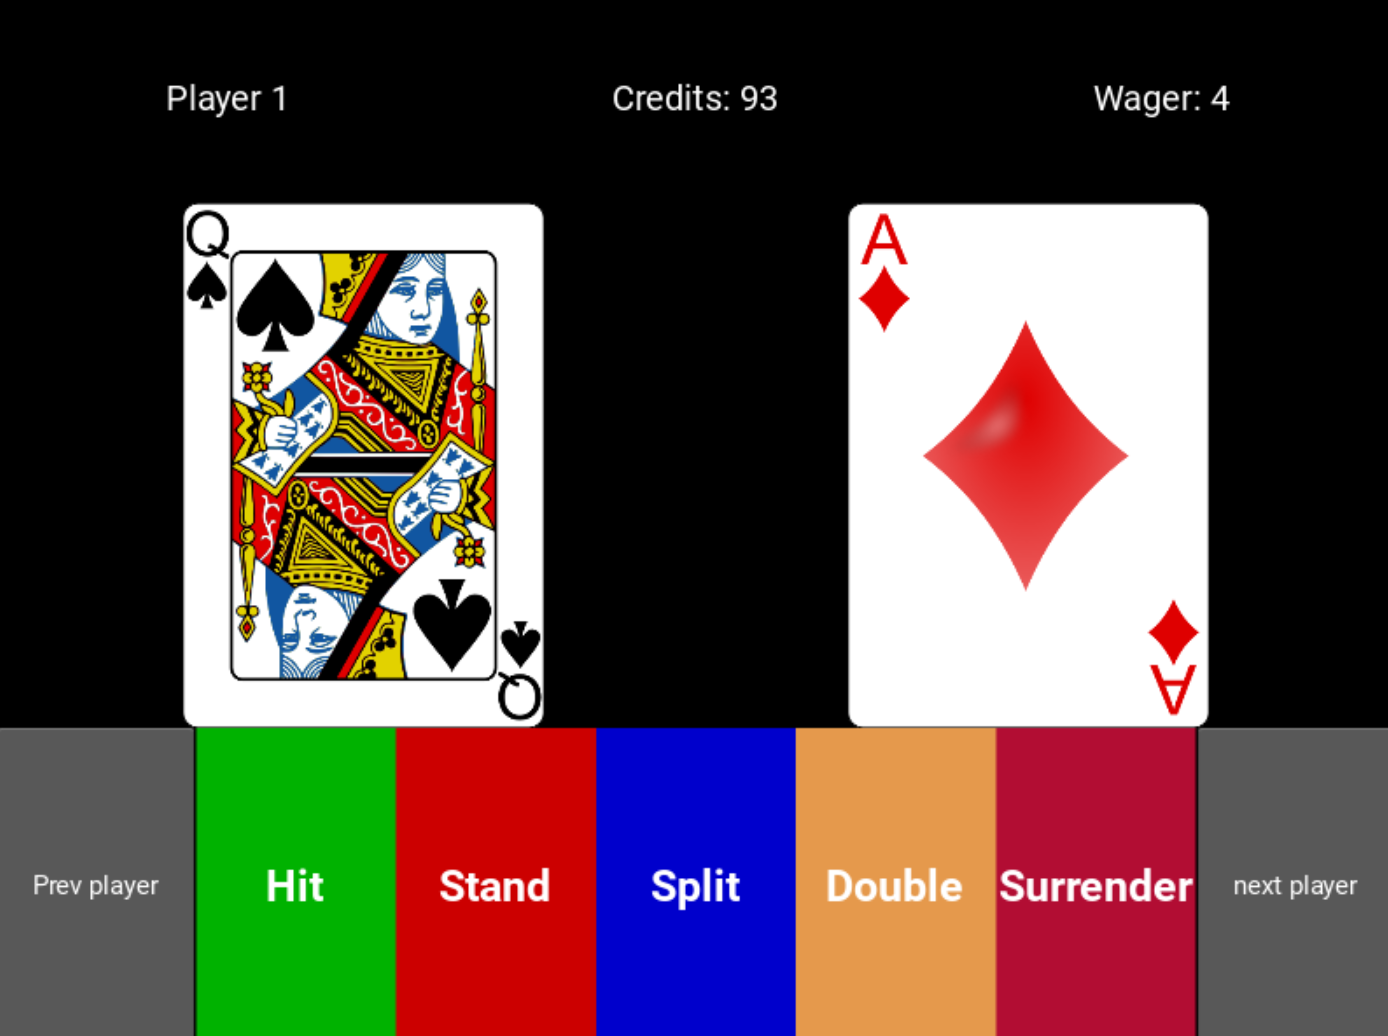 Player 1
Credits: 93
Wager: 4
Q
A
Q
A
Prev player
Hit
Stand
Split
Double
Surrender
next player